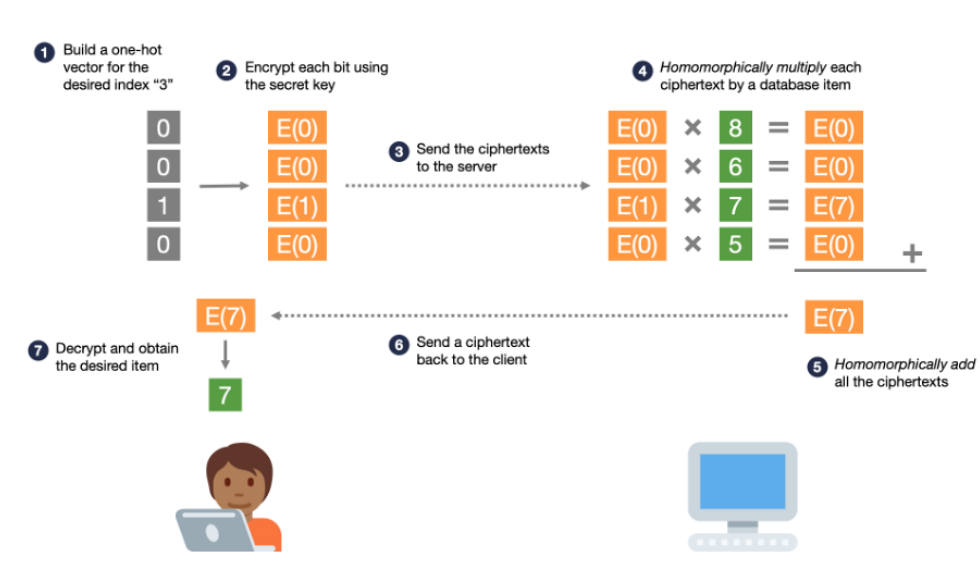 1 Build a one-hot
vector for the
desired index “3”
2 Encrypt each bit using
the secret key
4 Homomorphically multiply each
ciphertext by a database item
0
0
1
0
E(0)
E(0)
E(1)
E(0)
3 Send the ciphertexts
to the server
E(0) × 8 = E(0)
E(0) × 6 = E(0)
E(1) × 7 = E(7)
E(0) × 5 = E(0)
+
E(7)
5 Homomorphically add
all the ciphertexts
6 Send a ciphertext
back to the client
E(7)
7 Decrypt and obtain
the desired item
7